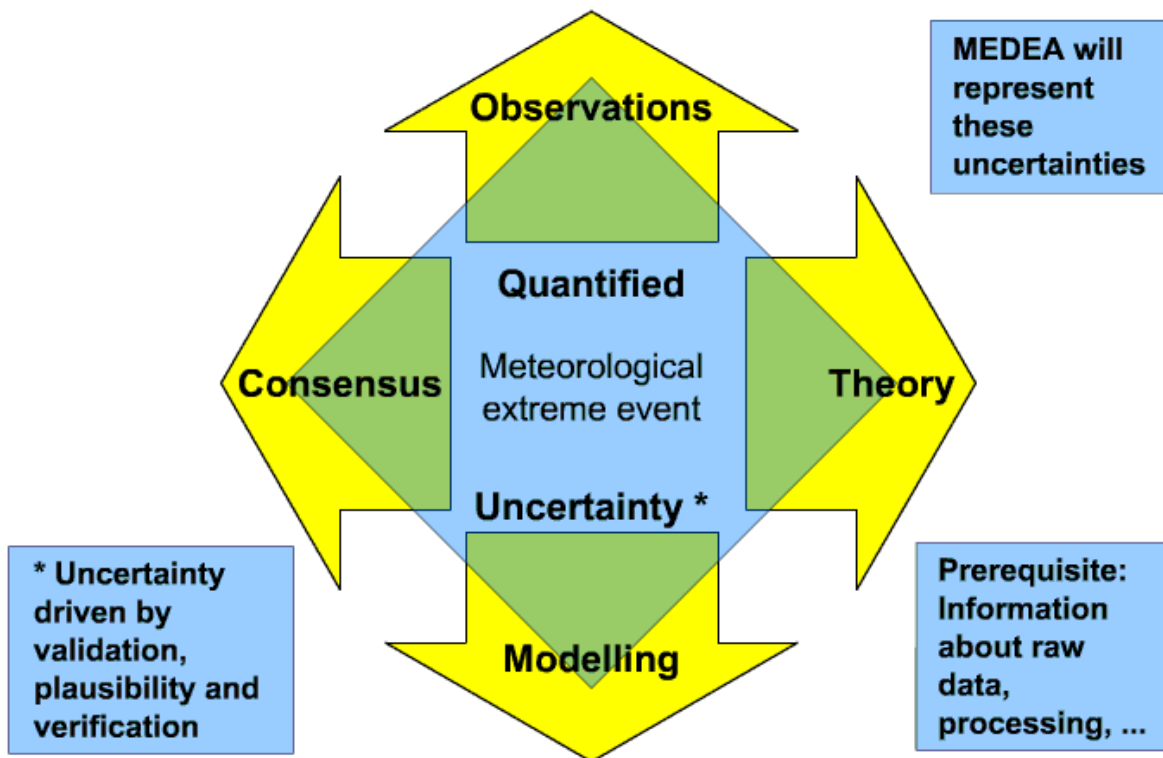 Observations
MEDEA will
represent
these
uncertainties
Quantified
Consensus
Meteorological
extreme event
Theory
Uncertainty *
Modelling
* Uncertainty
driven by
validation,
plausibility and
verification
Prerequisite:
Information
about raw
data,
processing, ...